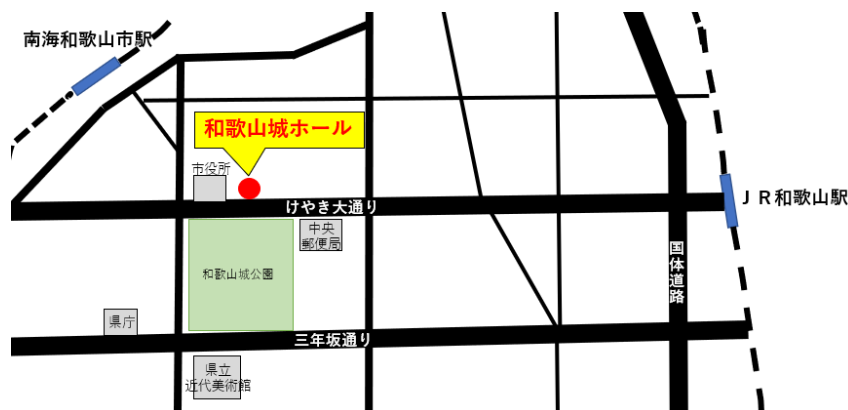 南海和歌山市駅
和歌山城ホール
市役所
けやき大通り
ＪＲ和歌山駅
中央
郵便局
国体道路
和歌山城公園
県庁
三年坂通り
県立
近代美術館